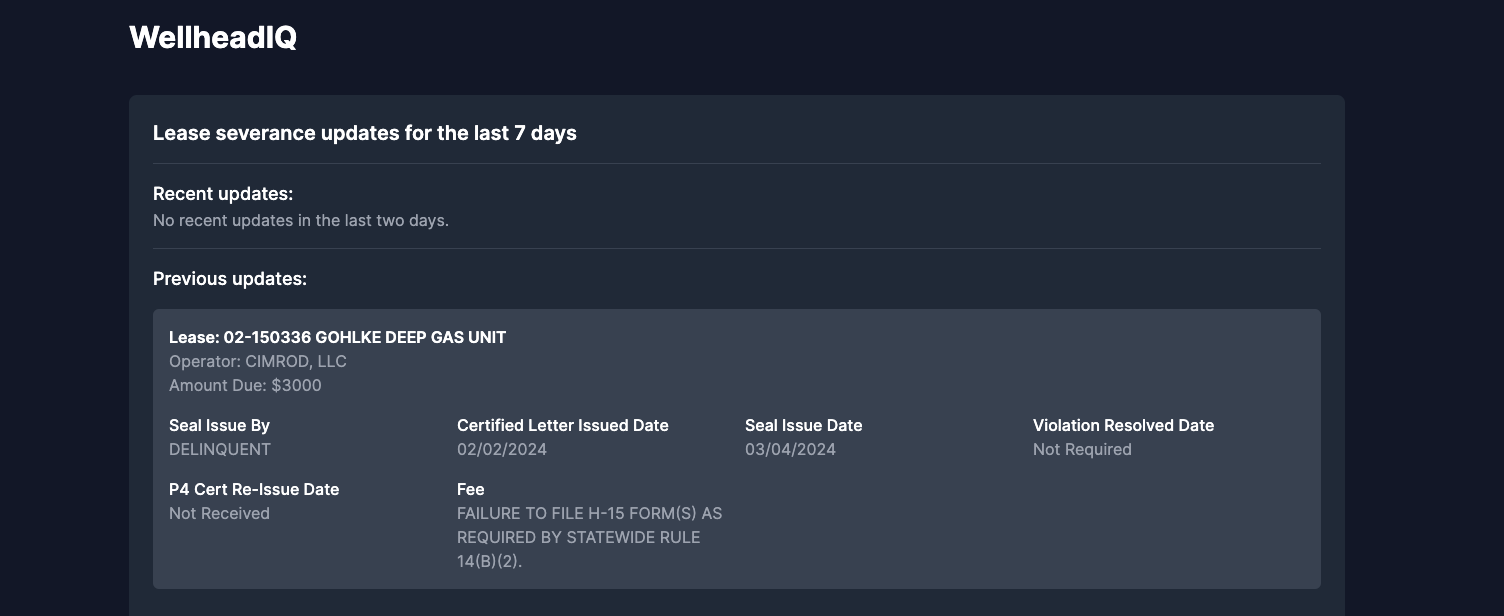 WellheadIQ
Lease severance updates for the last 7 days
Recent updates:
No recent updates in the last two days.
Previous updates:
Lease: 02-150336 GOHLKE DEEP GAS UNIT
Operator: CIMROD, LLC
Amount Due: $3000
Seal Issue By
DELINQUENT
Certified Letter Issued Date
02/02/2024
Seal Issue Date
03/04/2024
Violation Resolved Date
Not Required
P4 Cert Re-Issue Date
Not Received
Fee
FAILURE TO FILE H-15 FORM(S) AS
REQUIRED BY STATEWIDE RULE
14(B)(2).